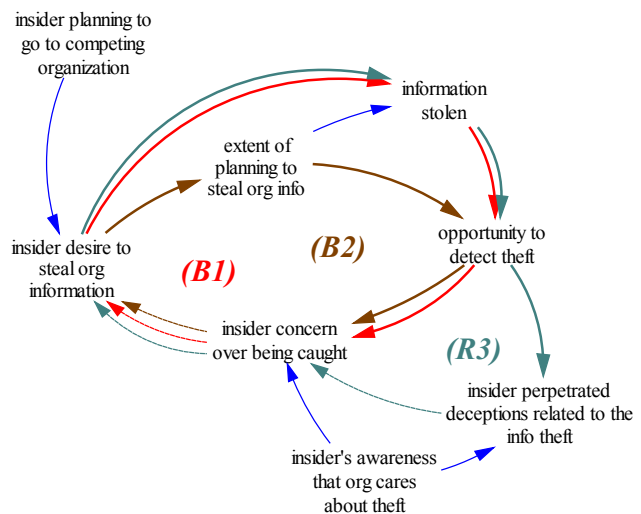 insider planning to
go to competing
organization
information
stolen
extent of
planning to
steal org info
insider desire to
steal org
information
(B1)
(B2)
opportunity to
detect theft
insider concern
over being caught
(R3)
insider perpetrated
deceptions related to the
info theft
insider's awareness
that org cares
about theft